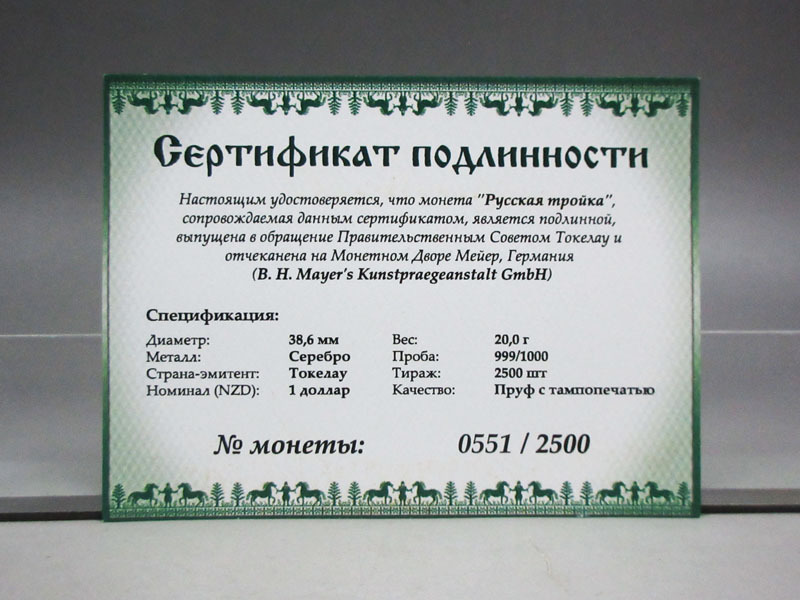 Сертификат подлинности
Настоящим удостоверяется, что монета "Русская тройка",
сопровождаемая данным сертификатом, является подлинной,
выпущена в обращение Правительственным Советом Токелау и
отчеканена на Монетном Дворе Мейер, Германия
(B. H. Mayer's Kunstpraegeanstalt GmbH)
Спецификация:
Диаметр: 38,6 мм Вес: 20,0 г
Металл: Серебро Проба: 999/1000
Страна-эмитент: Токелау Тираж: 2500 шт
Номинал (NZD): 1 доллар Качество: Пруф с тампопечатью
№ монеты: 0551 / 2500